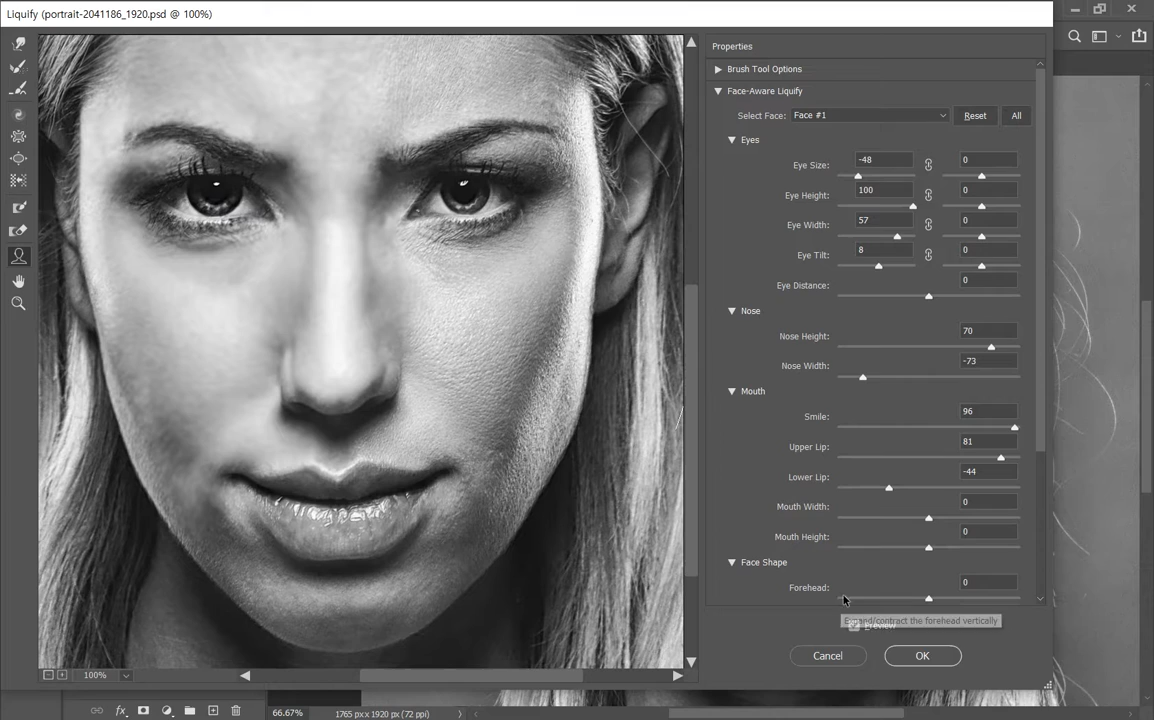 Liquify (portrait-2041186_1920.psd @ 100%)
Properties
Brush Tool Options
Face-Aware Liquify
Select Face: Face #1 Reset All
Eyes
Eye Size: -48 0
Eye Height: 100 0
Eye Width: 57 0
Eye Tilt: 8 0
Eye Distance: 0
Nose
Nose Height: 70
Nose Width: -73
Mouth
Smile: 96
Upper Lip: 81
Lower Lip: -44
Mouth Width: 0
Mouth Height: 0
Face Shape
Forehead: 0
Expand/contract the forehead vertically
Preview
Cancel OK
100%
fx
66.67% 1765 px x 1920 px (72 ppi)